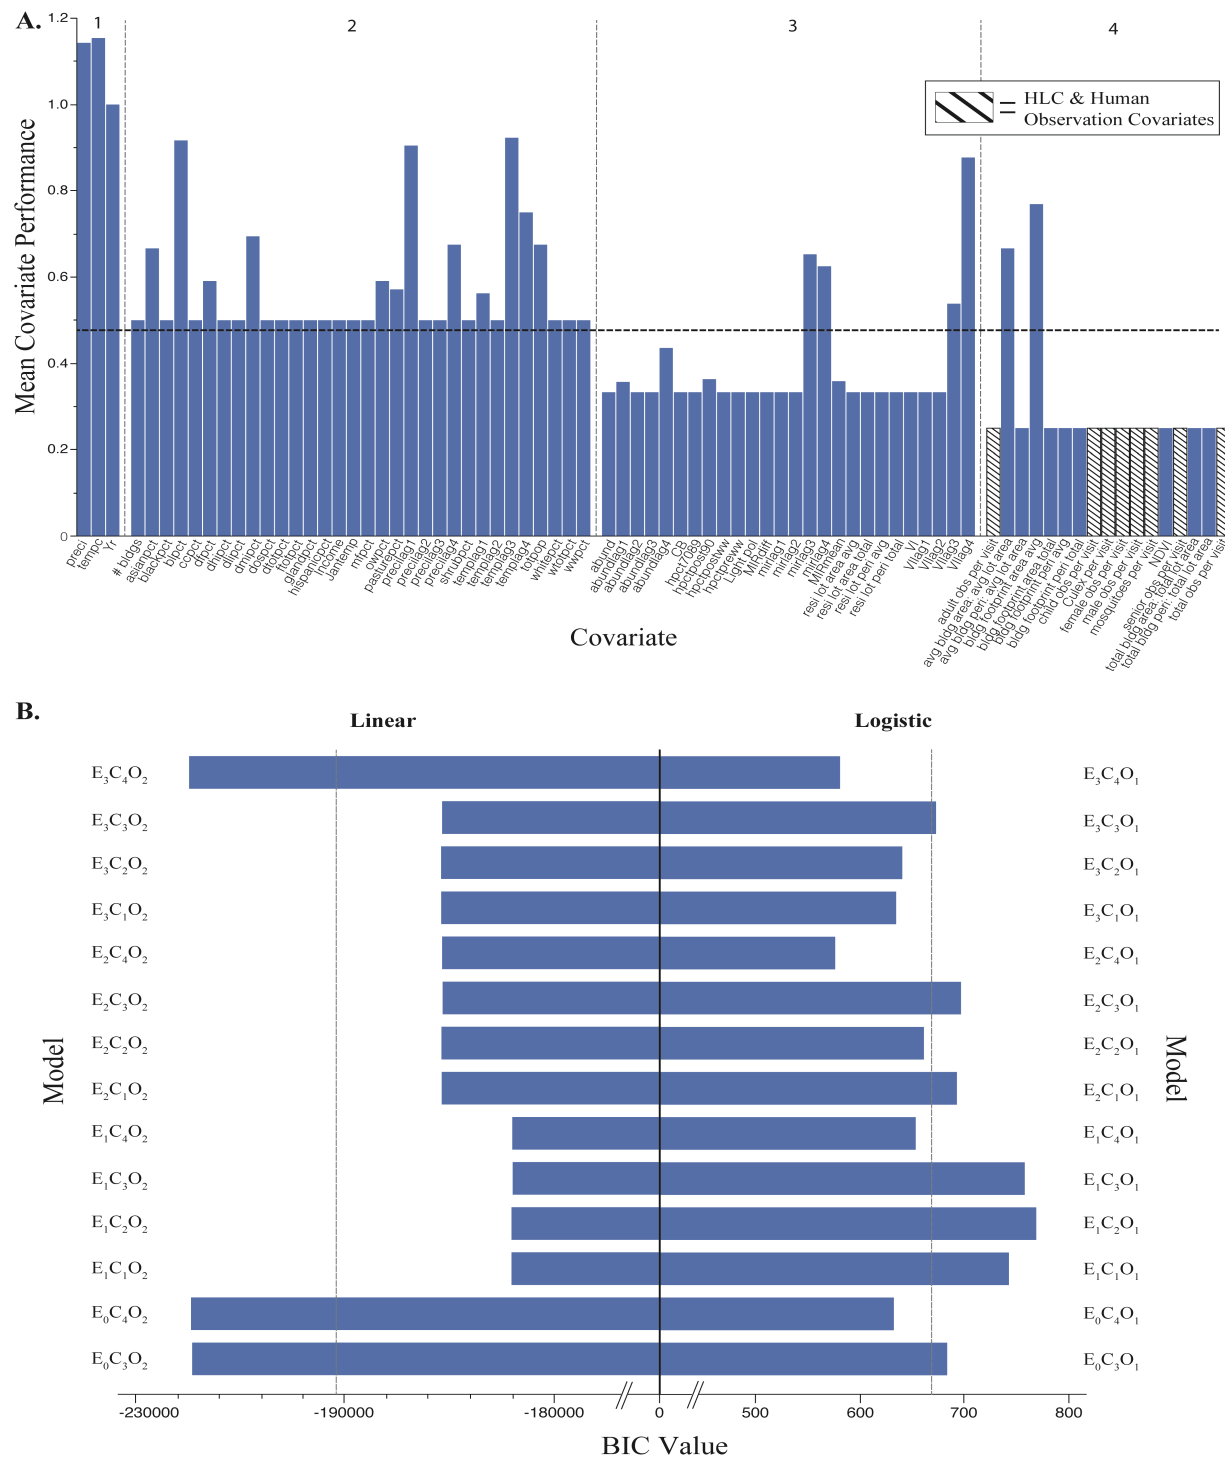 A.
1
2
3
4
HLC & Human
Observation Covariates
=
Mean Covariate Performance
1.2
1.0
0.8
0.6
0.4
0.2
0
preci
tempc
Yr
# bldgs
asianpct
blackpct
blpct
ccpct
dfpct
dhipct
dlipct
dmipct
dospct
dtotpct
glandpct
hispanicpct
income
Jantemp
mfpct
owpct
pasturepct
preclag1
preclag2
preclag3
preclag4
shrubpct
templag1
templag2
templag3
templag4
totpop
whitepct
wtotpct
wwpct
abund
abundlag1
abundlag2
abundlag3
abundlag4
CB
hpct7089
hpctpost90
hpctpostww
hpctpreww
Light pol
MIRdiff
mirlag1
mirlag2
mirlag3
mirlag4
MIRmean
resi lot area avg
resi lot area total
resi lot peri avg
resi lot peri total
VI
VIlag1
VIlag2
VIlag3
VIlag4
adult obs per visit
avg bldg area: avg lot area
avg bldg peri: avg lot area
bldg footprint area avg
bldg footprint area total
bldg footprint peri avg
bldg footprint peri total
child obs per visit
Culex per visit
female obs per visit
male obs per visit
mosquitoes per visit
NDVI
senior obs per visit
total bldg area: total lot area
total bldg peri: total lot area
total obs per visit
Covariate
B.
Linear
Logistic
E₃C₄O₂
E₃C₄O₁
E₃C₃O₂
E₃C₃O₁
E₃C₂O₂
E₃C₂O₁
E₃C₁O₂
E₃C₁O₁
E₂C₄O₂
E₂C₄O₁
E₂C₃O₂
E₂C₃O₁
E₂C₂O₂
E₂C₂O₁
E₂C₁O₂
E₂C₁O₁
E₁C₄O₂
E₁C₄O₁
E₁C₃O₂
E₁C₃O₁
E₁C₂O₂
E₁C₂O₁
E₁C₁O₂
E₁C₁O₁
E₀C₄O₂
E₀C₄O₁
E₀C₃O₂
E₀C₃O₁
Model
Model
-230000
-190000
-180000
0
500
600
700
800
BIC Value